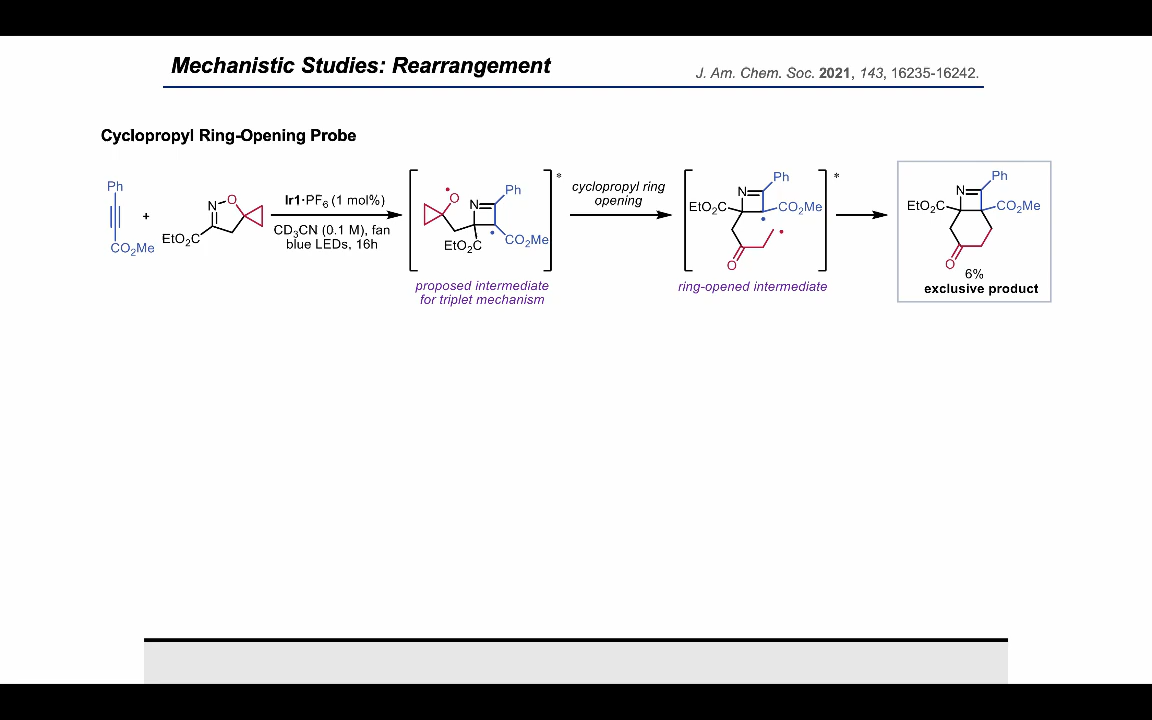 Mechanistic Studies: Rearrangement
J. Am. Chem. Soc. 2021, 143, 16235-16242.
Cyclopropyl Ring-Opening Probe
Ph
CO₂Me
+
N
O
EtO₂C
Ir1·PF₆ (1 mol%)
CD₃CN (0.1 M), fan
blue LEDs, 16h
O
N
Ph
EtO₂C
CO₂Me
*
proposed intermediate
for triplet mechanism
cyclopropyl ring
opening
N
Ph
EtO₂C
CO₂Me
O
*
ring-opened intermediate
N
Ph
EtO₂C
CO₂Me
O
6%
exclusive product